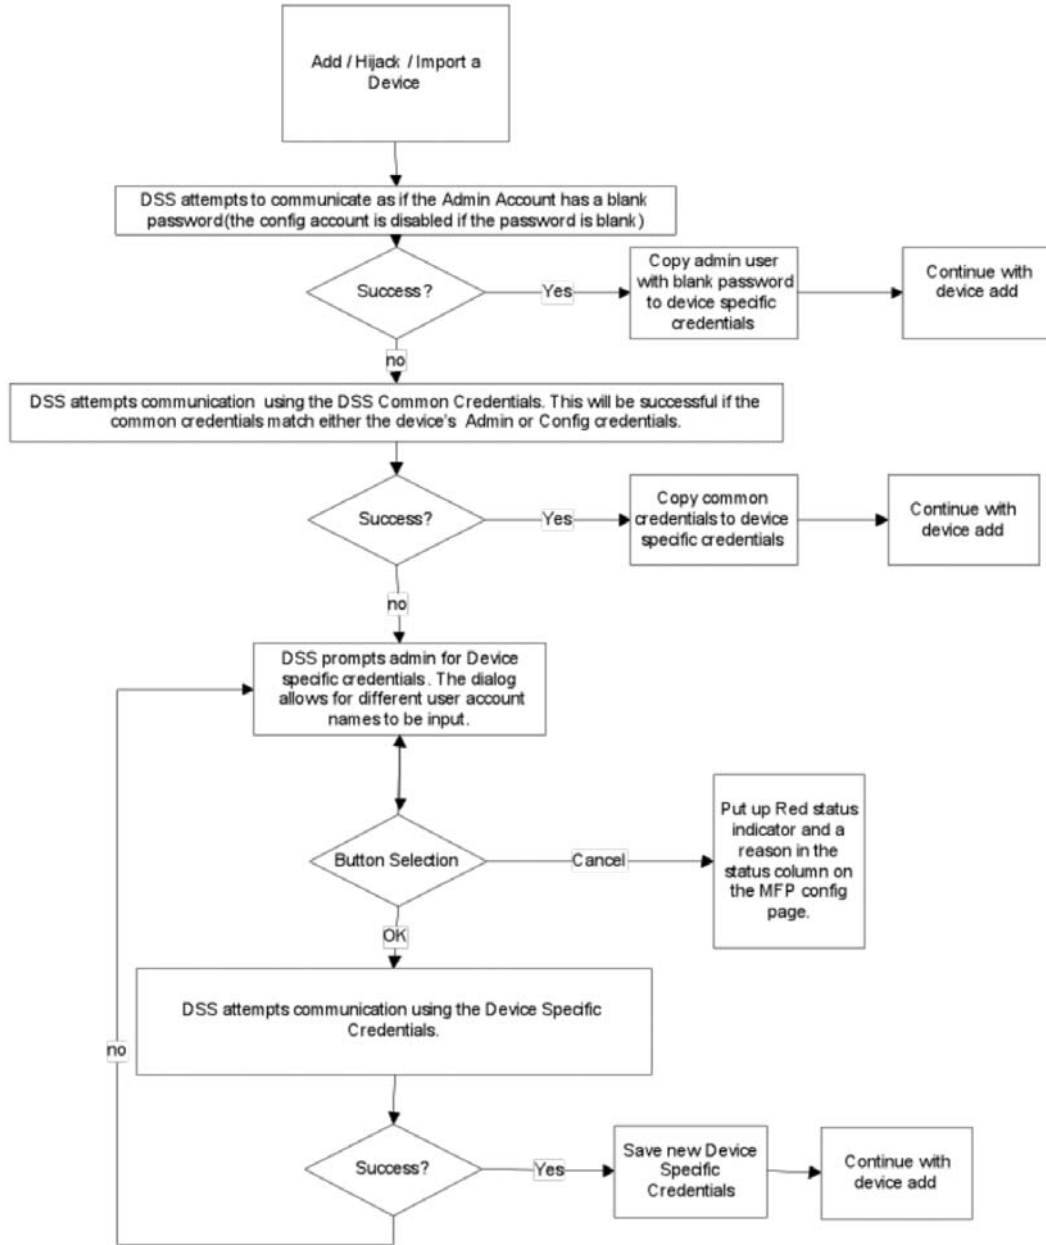 Add / Hijack / Import a
Device
DSS attempts to communicate as if the Admin Account has a blank
password(the config account is disabled if the password is blank)
Success?
Yes
Copy admin user
with blank password
to device specific
credentials
Continue with
device add
no
DSS attempts communication using the DSS Common Credentials. This will be successful if the
common credentials match either the device's Admin or Config credentials.
Success?
Yes
Copy common
credentials to device
specific credentials
Continue with
device add
no
DSS prompts admin for Device
specific credentials. The dialog
allows for different user account
names to be input.
Button Selection
Cancel
Put up Red status
indicator and a
reason in the
status column on
the MFP config
page.
OK
DSS attempts communication using the Device Specific
Credentials.
no
Success?
Yes
Save new Device
Specific
Credentials
Continue with
device add